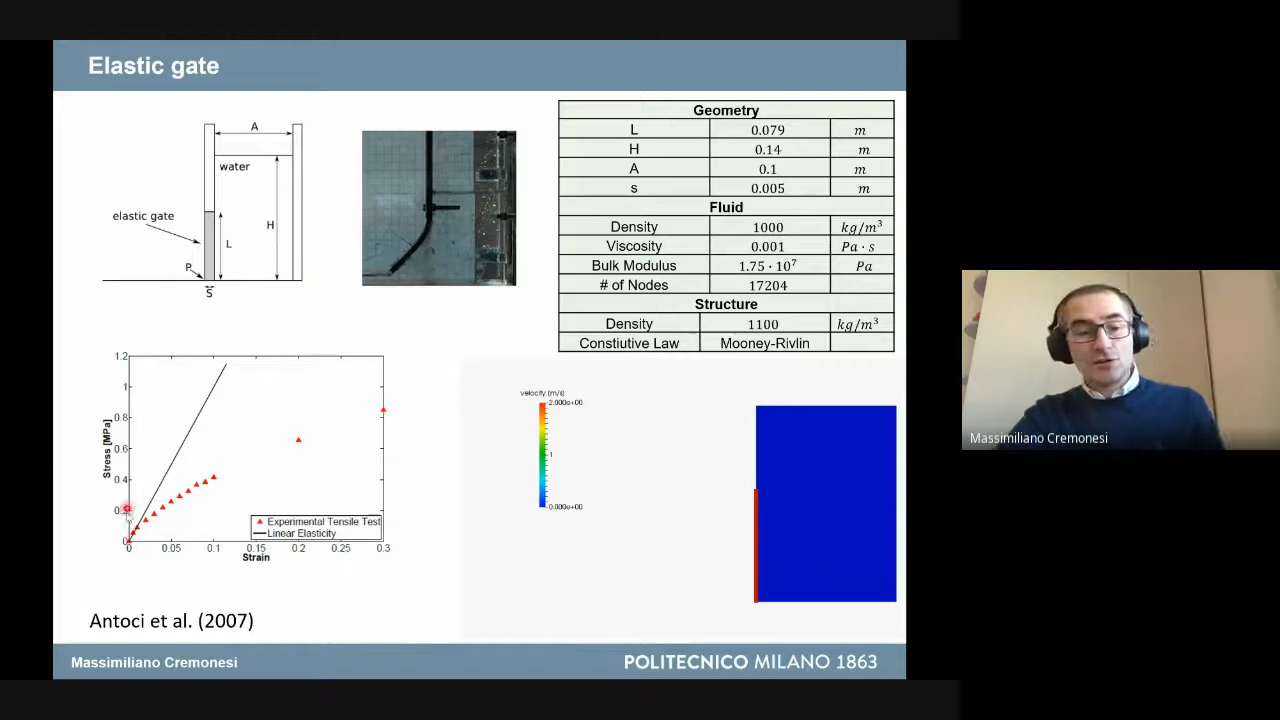 Elastic gate
A
water
elastic gate
H
L
P
S
Geometry
L 0.079 m
H 0.14 m
A 0.1 m
s 0.005 m
Fluid
Density 1000 kg/m³
Viscosity 0.001 Pa · s
Bulk Modulus 1.75 · 10⁷ Pa
# of Nodes 17204
Structure
Density 1100 kg/m³
Constiutive Law Mooney-Rivlin
Stress [MPa]
1.2
1
0.8
0.6
0.4
0
0 0.05 0.1 0.15 0.2 0.25 0.3
Strain
Experimental Tensile Test
Linear Elasticity
velocity (m/s)
2.000e+00
1
0.000e+00
Antoci et al. (2007)
Massimiliano Cremonesi
POLITECNICO MILANO 1863
Massimiliano Cremonesi